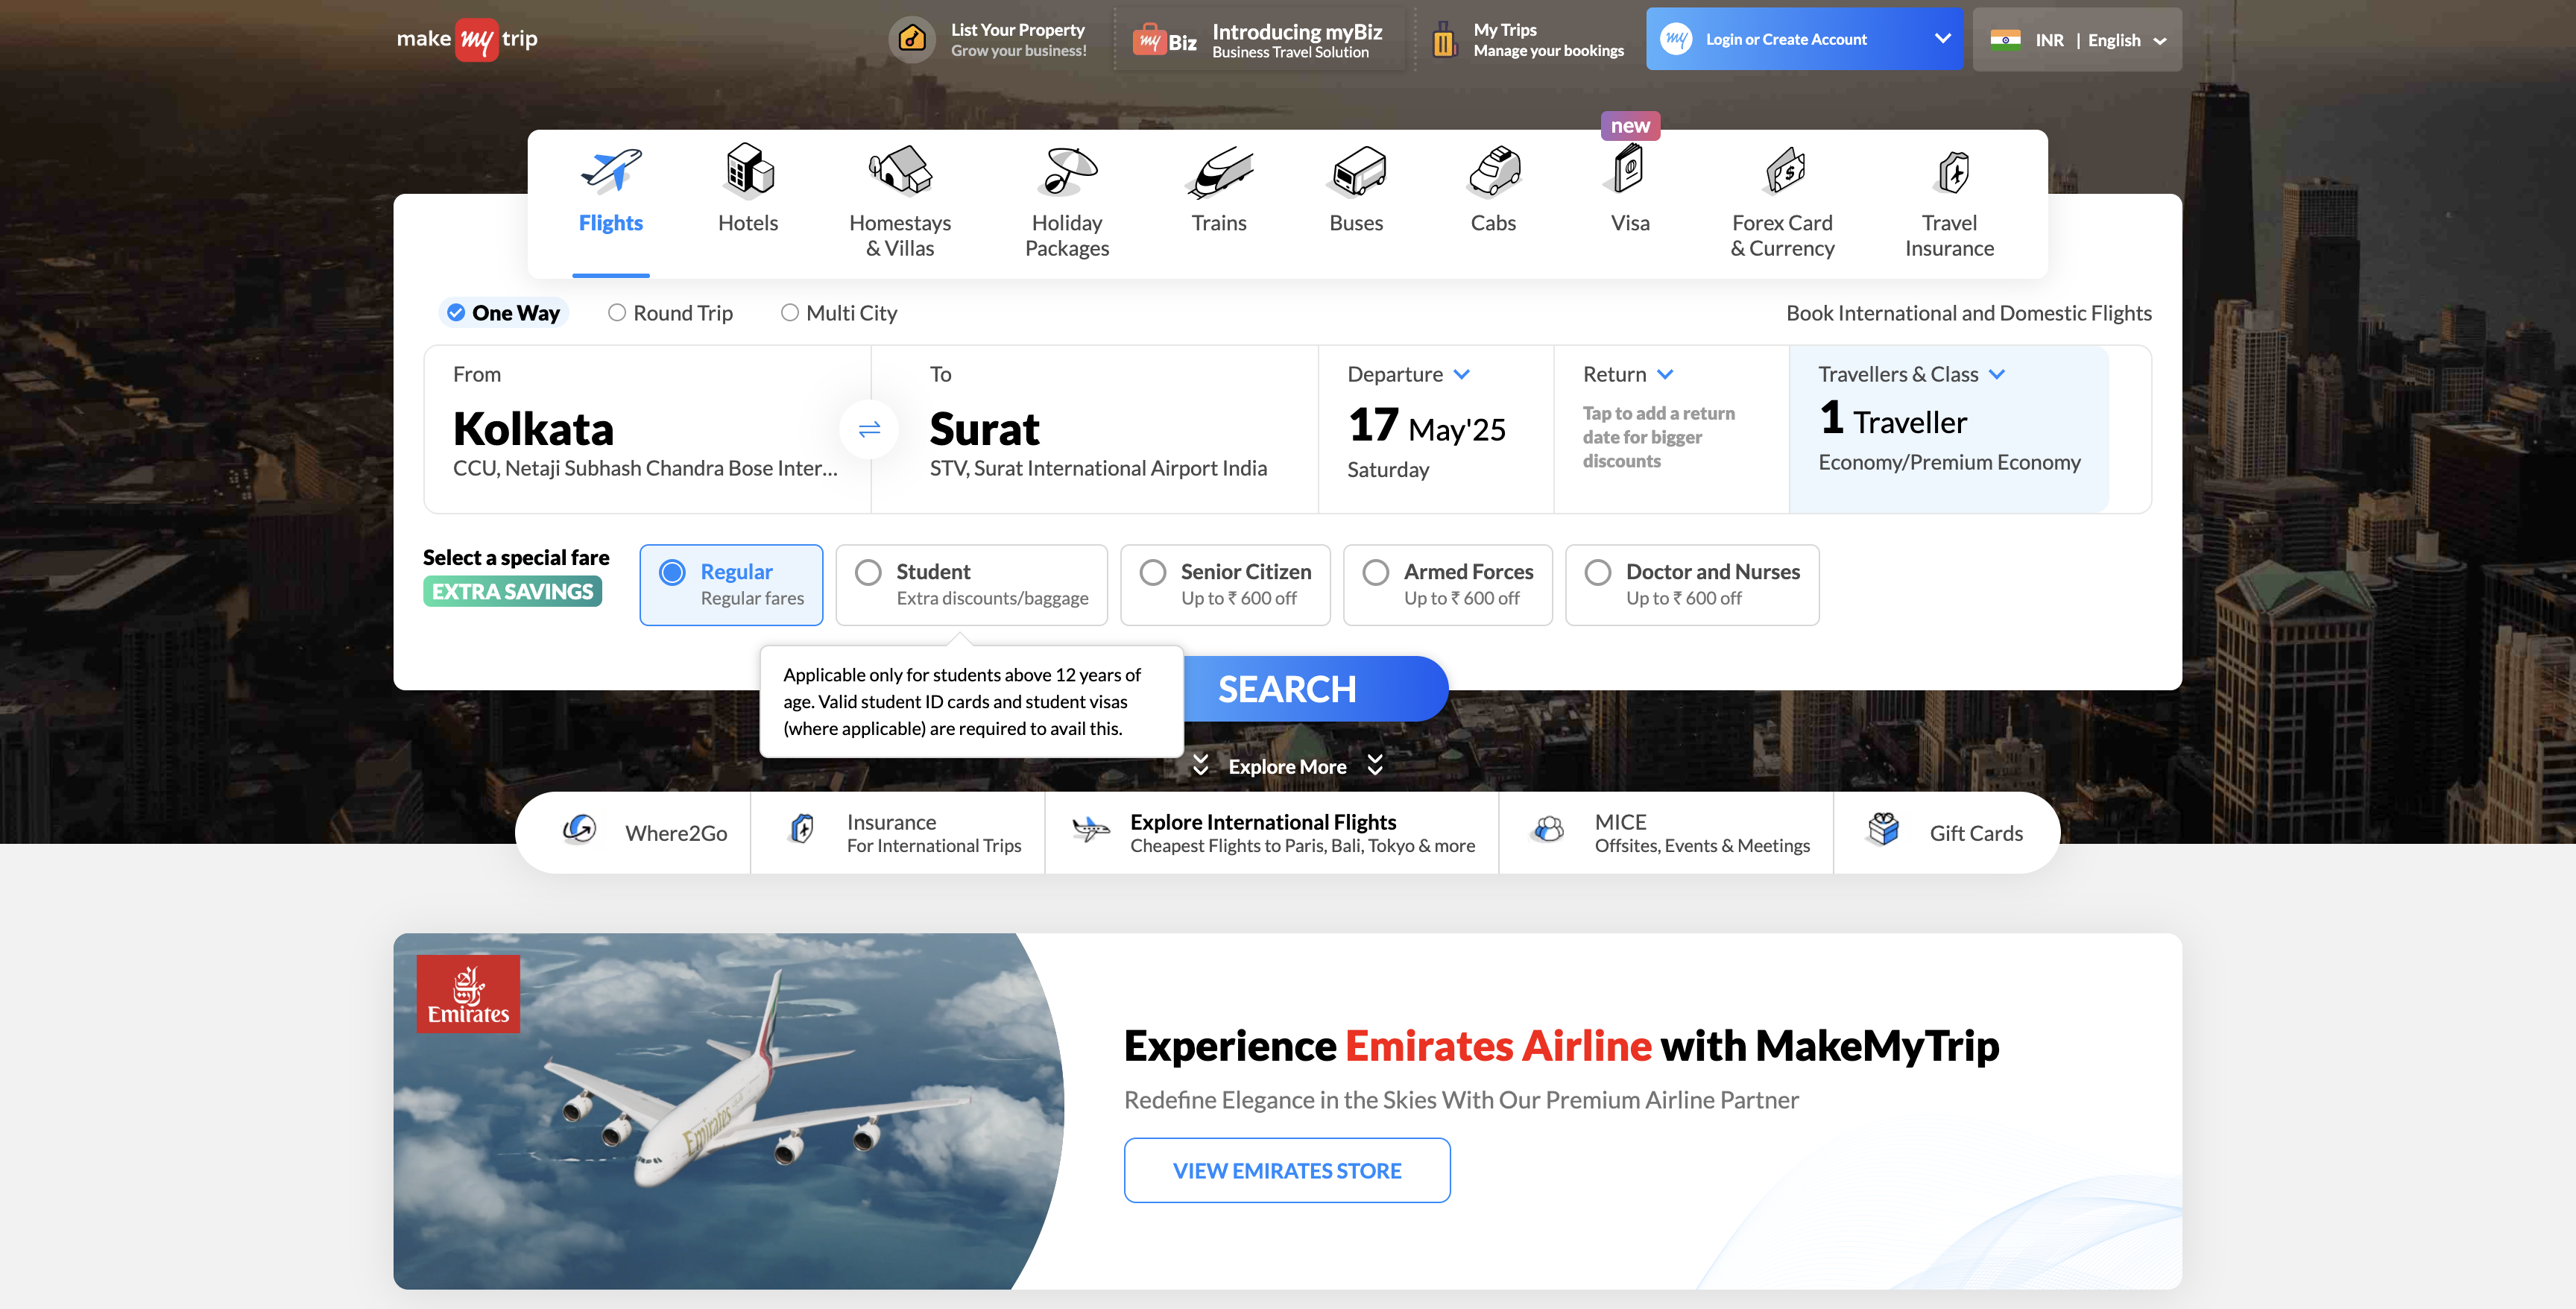 make my trip
List Your Property
Grow your business!
my Biz
Introducing myBiz
Business Travel Solution
My Trips
Manage your bookings
my
Login or Create Account
INR | English
new
Flights
Hotels
Homestays
& Villas
Holiday
Packages
Trains
Buses
Cabs
Visa
Forex Card
& Currency
Travel
Insurance
One Way
Round Trip
Multi City
Book International and Domestic Flights
From
Kolkata
CCU, Netaji Subhash Chandra Bose Inter...
To
Surat
STV, Surat International Airport India
Departure
17 May'25
Saturday
Return
Tap to add a return
date for bigger
discounts
Travellers & Class
1 Traveller
Economy/Premium Economy
Select a special fare
EXTRA SAVINGS
Regular
Regular fares
Student
Extra discounts/baggage
Senior Citizen
Up to ₹ 600 off
Armed Forces
Up to ₹ 600 off
Doctor and Nurses
Up to ₹ 600 off
Applicable only for students above 12 years of
age. Valid student ID cards and student visas
(where applicable) are required to avail this.
SEARCH
Explore More
Where2Go
Insurance
For International Trips
Explore International Flights
Cheapest Flights to Paris, Bali, Tokyo & more
MICE
Offsites, Events & Meetings
Gift Cards
Emirates
Emirates
Experience Emirates Airline with MakeMyTrip
Redefine Elegance in the Skies With Our Premium Airline Partner
VIEW EMIRATES STORE